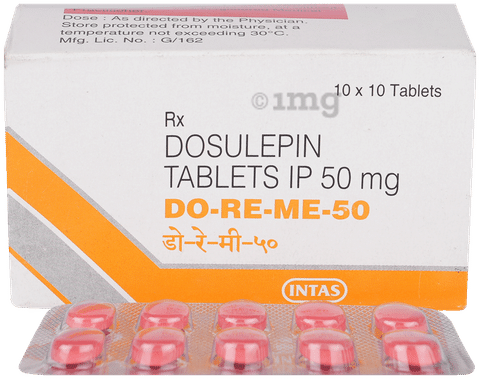 Dose : As directed by the Physician.
Store protected from moisture, at a
temperature not exceeding 30°C.
Mfg. Lic. No. : G/162
10 x 10 Tablets
©1mg
Rx
DOSULEPIN
TABLETS IP 50 mg
DO-RE-ME-50
डो-रे-मी-५०
INTAS